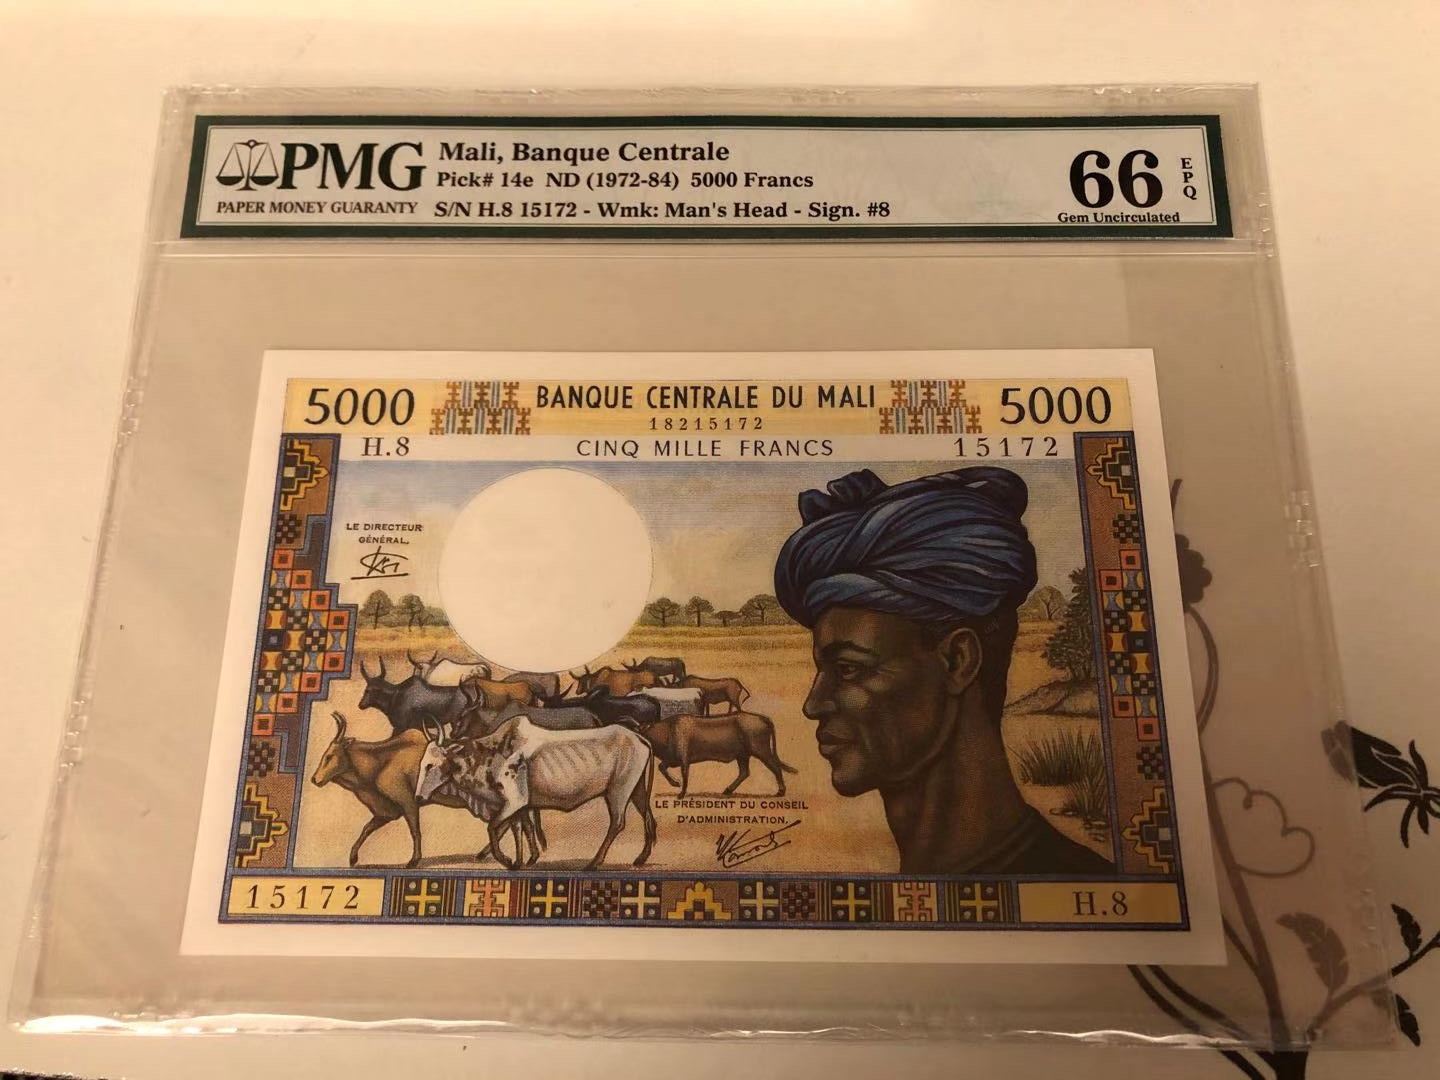 PMG
PAPER MONEY GUARANTY
Mali, Banque Centrale
Pick# 14e ND (1972-84) 5000 Francs
S/N H.8 15172 - Wmk: Man's Head - Sign. #8
66
EPQ
Gem Uncirculated
5000 BANQUE CENTRALE DU MALI 5000
18215172
H.8 CINQ MILLE FRANCS 15172
LE DIRECTEUR
GÉNÉRAL,
LE PRÉSIDENT DU CONSEIL
D'ADMINISTRATION,
15172 H.8